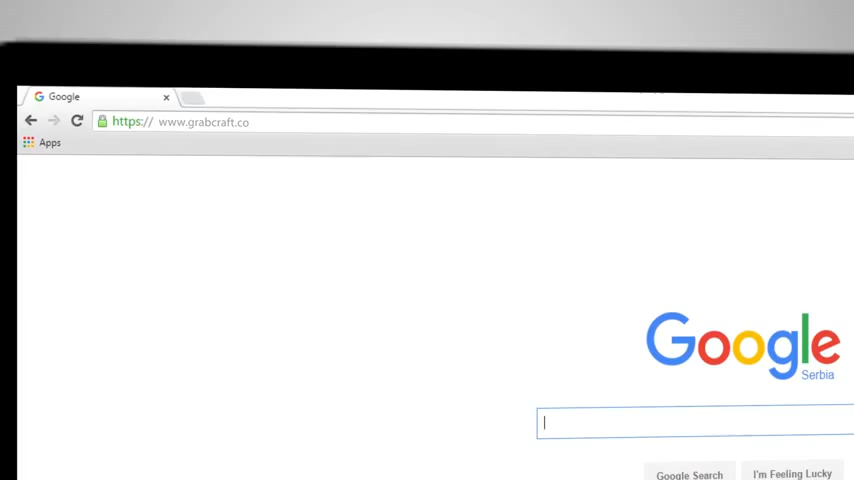 Google
https:// www.grabcraft.co
Apps
Google
Serbia
Google Search
I'm Feeling Lucky